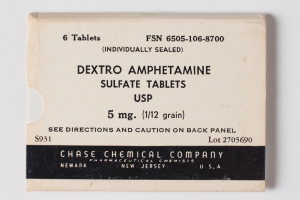 6 Tablets FSN 6505-106-8700
(INDIVIDUALLY SEALED)
DEXTRO AMPHETAMINE
SULFATE TABLETS
USP
5 mg. (1/12 grain)
SEE DIRECTIONS AND CAUTION ON BACK PANEL
S931 Lot 2705690
CHASE CHEMICAL COMPANY
PHARMACEUTICAL CHEMISTS
NEWARK NEW JERSEY U.S.A.